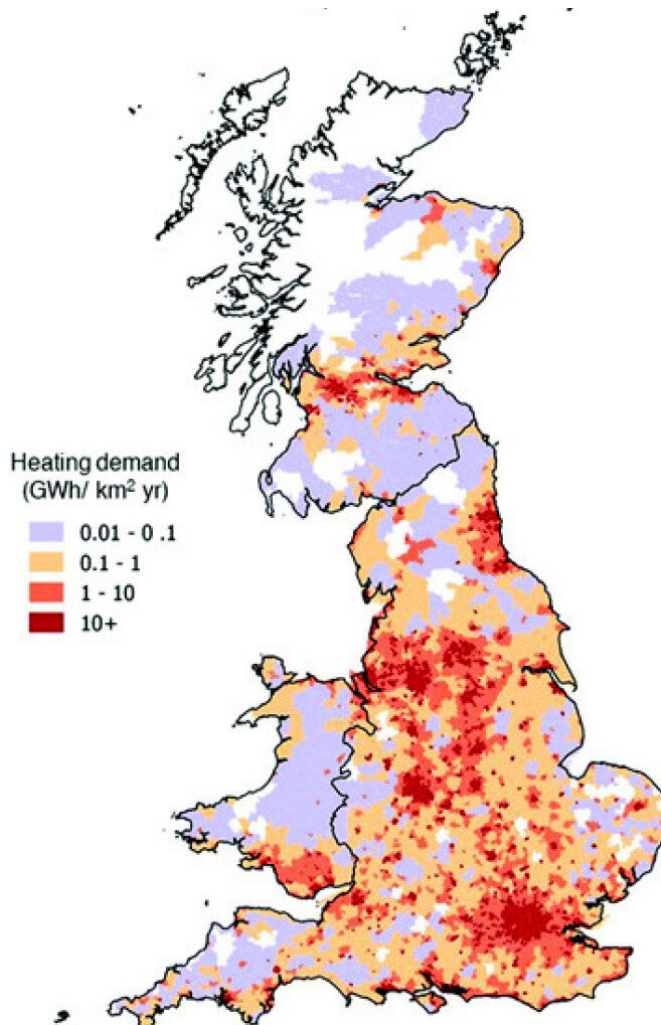 Heating demand
(GWh/ km² yr)
0.01 - 0 .1
0.1 - 1
1 - 10
10+